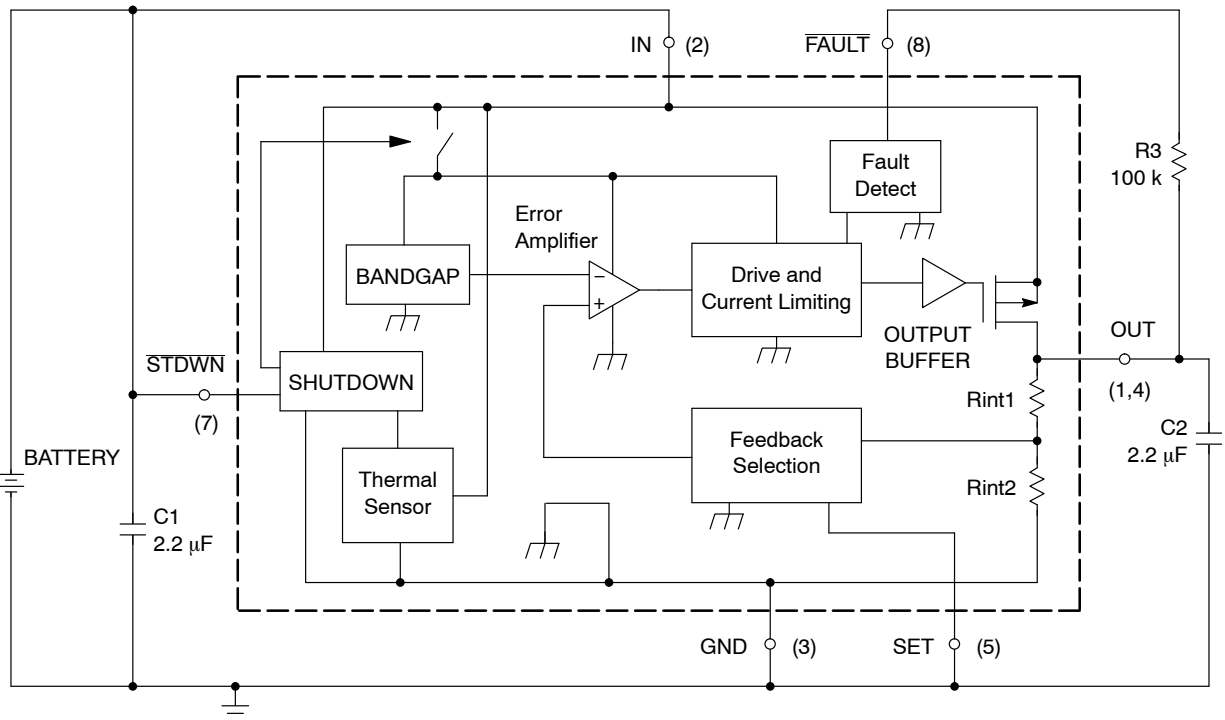 IN (2)
FAULT (8)
R3
100 k
Fault
Detect
Error
Amplifier
BANDGAP
−
+
Drive and
Current Limiting
OUTPUT
BUFFER
OUT
(1,4)
STDWN
(7)
SHUTDOWN
Rint1
C2
2.2 μF
BATTERY
Thermal
Sensor
Feedback
Selection
Rint2
C1
2.2 μF
GND (3)
SET (5)